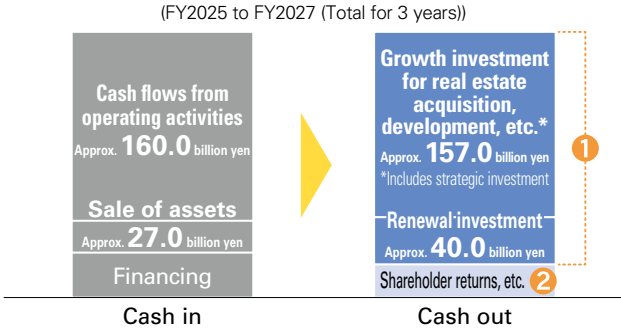 (FY2025 to FY2027 (Total for 3 years))
Cash flows from
operating activities
Approx. 160.0 billion yen
Sale of assets
Approx. 27.0 billion yen
Financing
Cash in
Growth investment
for real estate
acquisition,
development, etc.*
Approx. 157.0 billion yen
*Includes strategic investment
Renewal investment
Approx. 40.0 billion yen
Shareholder returns, etc. 2
1
Cash out